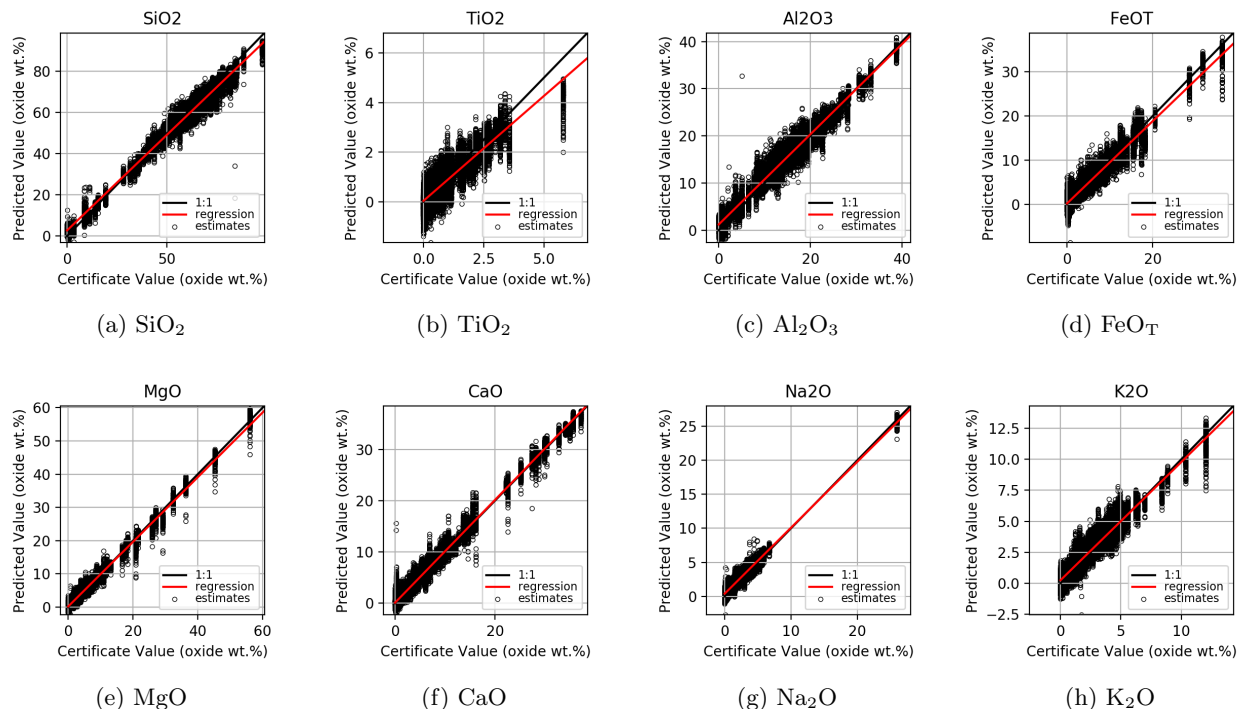 SiO2
TiO2
Al2O3
FeOT
Predicted Value (oxide wt.%)
80
60
40
20
0
0
50
1:1
regression
estimates
Certificate Value (oxide wt.%)
Predicted Value (oxide wt.%)
6
4
2
0
0.0
2.5
5.0
1:1
regression
estimates
Certificate Value (oxide wt.%)
Predicted Value (oxide wt.%)
40
30
20
10
0
0
20
40
1:1
regression
estimates
Certificate Value (oxide wt.%)
Predicted Value (oxide wt.%)
30
20
10
0
0
20
1:1
regression
estimates
Certificate Value (oxide wt.%)
(a) SiO₂
(b) TiO₂
(c) Al₂O₃
(d) FeO_T
MgO
CaO
Na2O
K2O
Predicted Value (oxide wt.%)
60
50
40
30
20
10
0
0
20
40
60
1:1
regression
estimates
Certificate Value (oxide wt.%)
Predicted Value (oxide wt.%)
30
20
10
0
0
20
1:1
regression
estimates
Certificate Value (oxide wt.%)
Predicted Value (oxide wt.%)
25
20
15
10
5
0
0
10
20
1:1
regression
estimates
Certificate Value (oxide wt.%)
Predicted Value (oxide wt.%)
12.5
10.0
7.5
5.0
2.5
0.0
−2.5
0
5
10
1:1
regression
estimates
Certificate Value (oxide wt.%)
(e) MgO
(f) CaO
(g) Na₂O
(h) K₂O